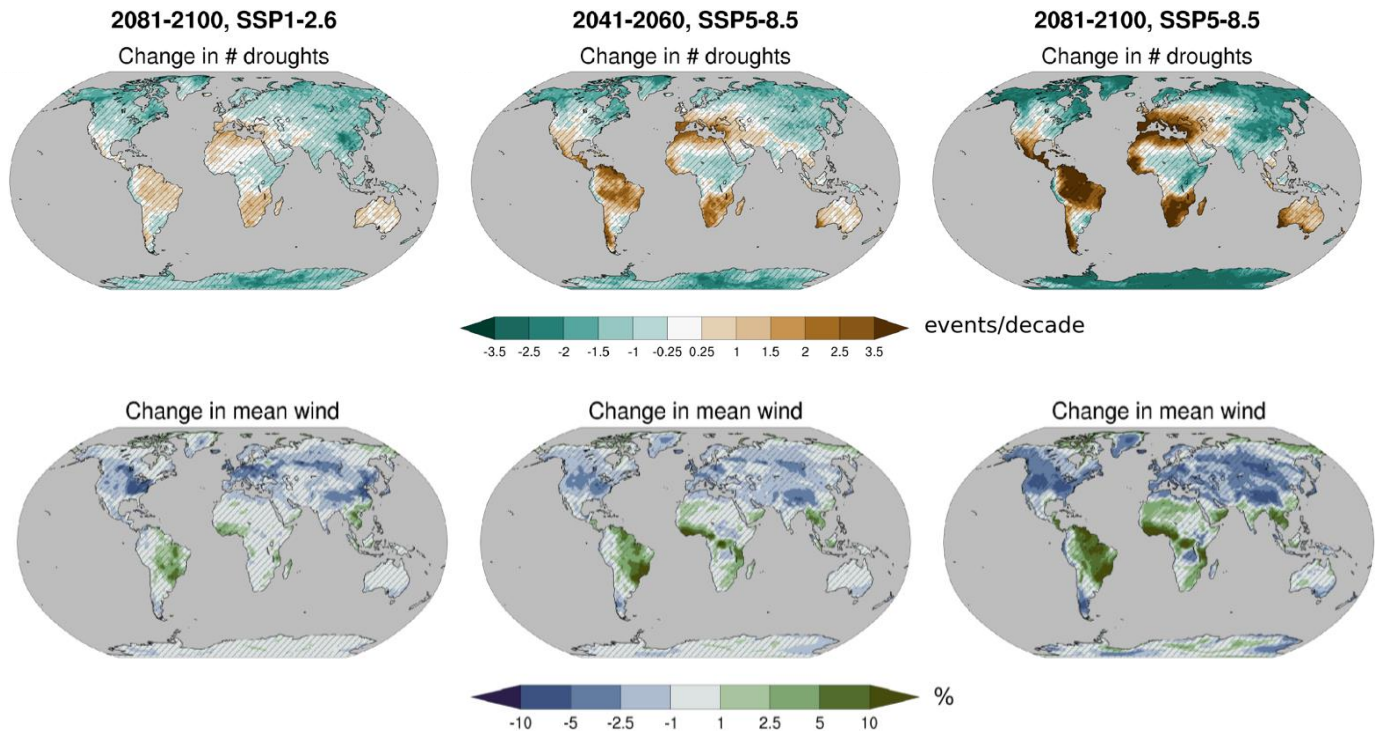 2081-2100, SSP1-2.6
2041-2060, SSP5-8.5
2081-2100, SSP5-8.5
Change in # droughts
Change in # droughts
Change in # droughts
events/decade
-3.5 -2.5 -2 -1.5 -1 -0.25 0.25 1 1.5 2 2.5 3.5
Change in mean wind
Change in mean wind
Change in mean wind
%
-10 -5 -2.5 -1 1 2.5 5 10